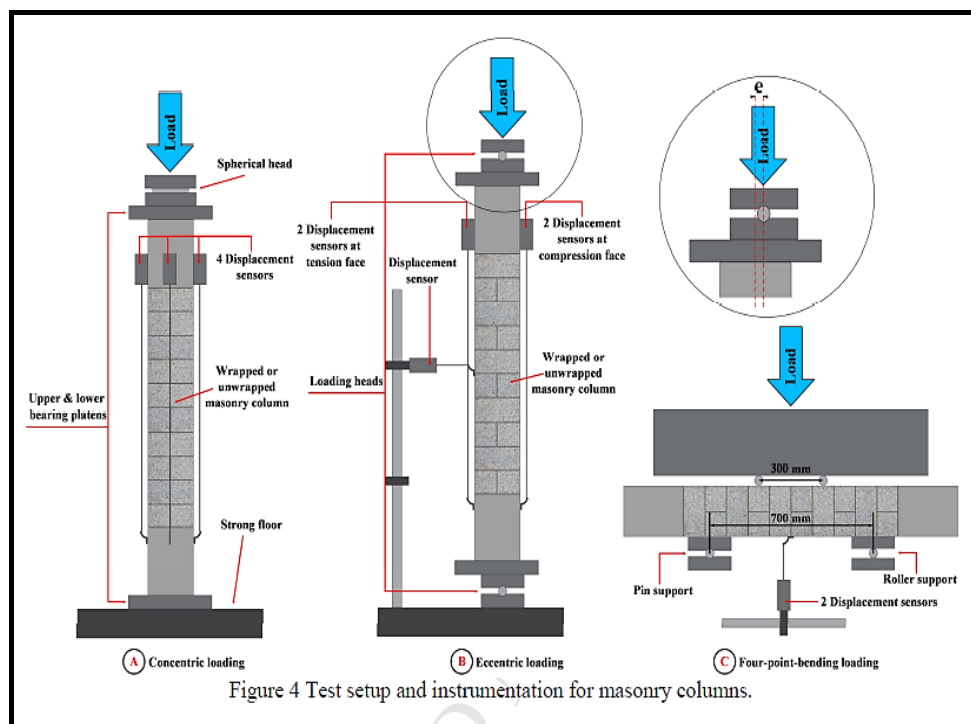 Load
Spherical head
4 Displacement
sensors
Wrapped or
unwrapped
masonry column
Upper & lower
bearing platens
Strong floor
A Concentric loading
Load
2 Displacement
sensors at
tension face
2 Displacement
sensors at
compression face
Displacement
sensor
Wrapped or
unwrapped
masonry column
Loading heads
B Eccentric loading
e
Load
Load
300 mm
700 mm
Pin support
Roller support
2 Displacement sensors
C Four-point-bending loading
Figure 4 Test setup and instrumentation for masonry columns.